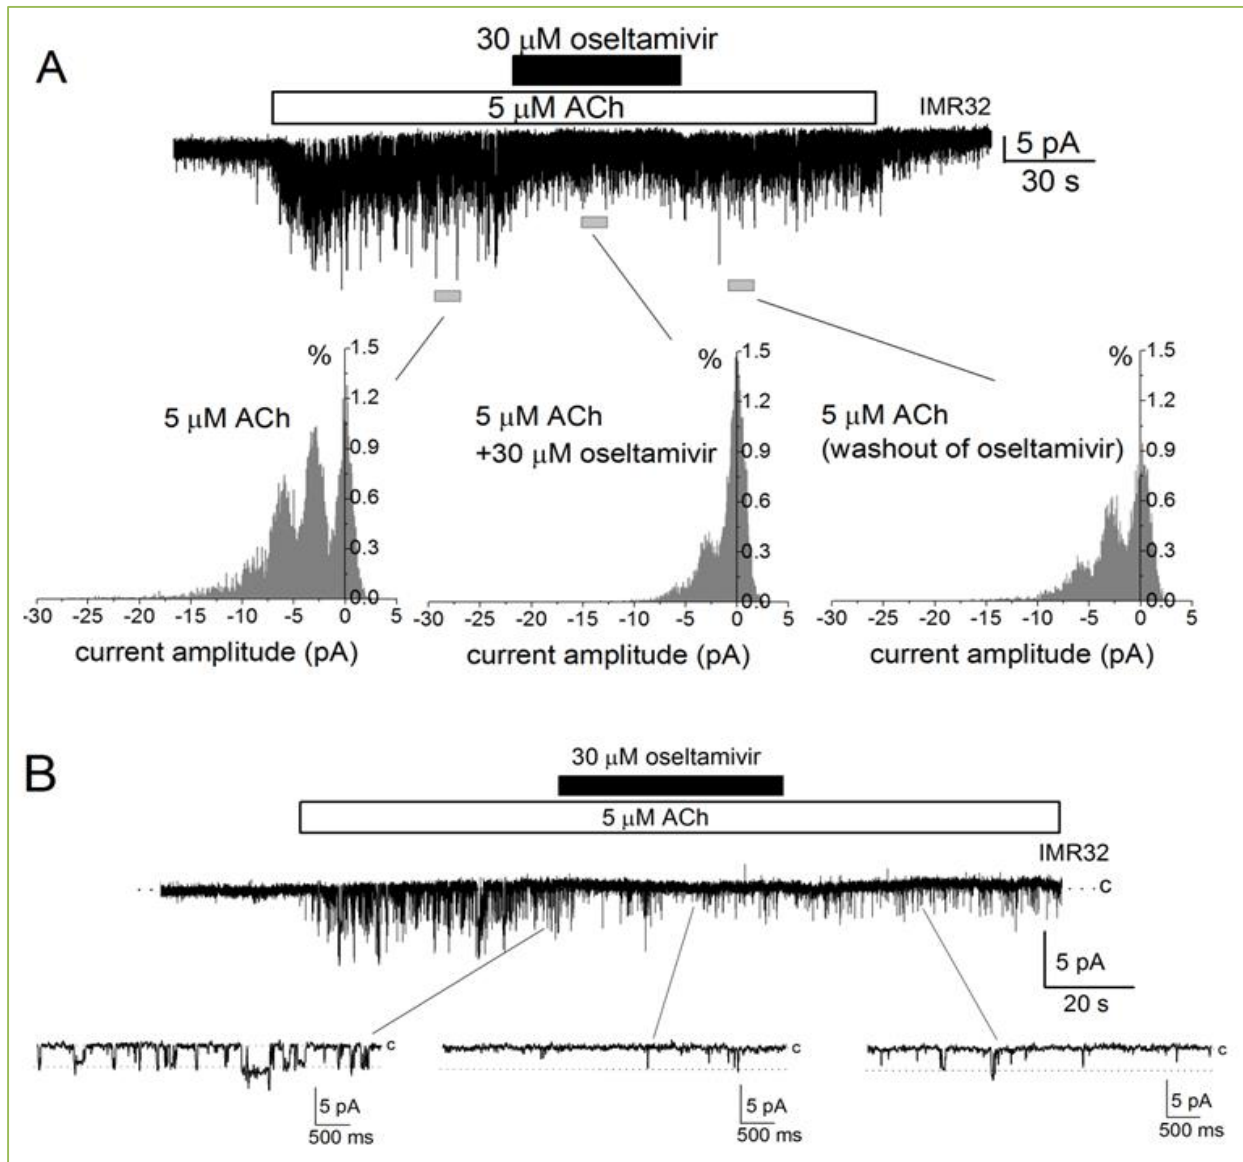 A
30 μM oseltamivir
5 μM ACh
IMR32
5 pA
30 s
% 1.5
1.2
0.9
0.6
0.3
0.0
-30 -25 -20 -15 -10 -5 0 5
5 μM ACh
current amplitude (pA)
% 1.5
1.2
0.9
0.6
0.3
0.0
-30 -25 -20 -15 -10 -5 0 5
5 μM ACh
+30 μM oseltamivir
current amplitude (pA)
% 1.5
1.2
0.9
0.6
0.3
0.0
-30 -25 -20 -15 -10 -5 0 5
5 μM ACh
(washout of oseltamivir)
current amplitude (pA)
B
30 μM oseltamivir
5 μM ACh
IMR32
c
5 pA
20 s
c
5 pA
500 ms
c
5 pA
500 ms
c
5 pA
500 ms